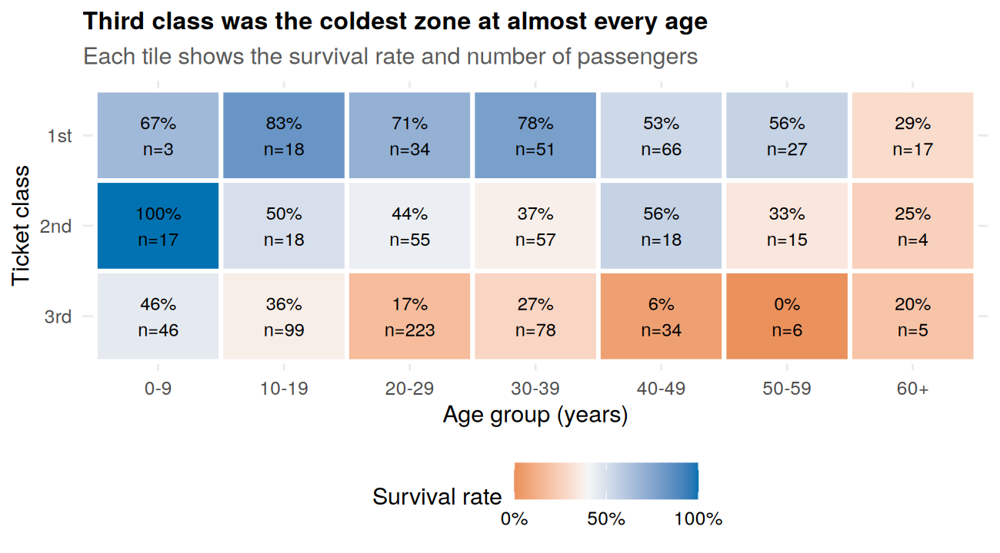 Third class was the coldest zone at almost every age
Each tile shows the survival rate and number of passengers
Ticket class
1st
67%
n=3
83%
n=18
71%
n=34
78%
n=51
53%
n=66
56%
n=27
29%
n=17
2nd
100%
n=17
50%
n=18
44%
n=55
37%
n=57
56%
n=18
33%
n=15
25%
n=4
3rd
46%
n=46
36%
n=99
17%
n=223
27%
n=78
6%
n=34
0%
n=6
20%
n=5
0-9
10-19
20-29
30-39
40-49
50-59
60+
Age group (years)
Survival rate
0%
50%
100%